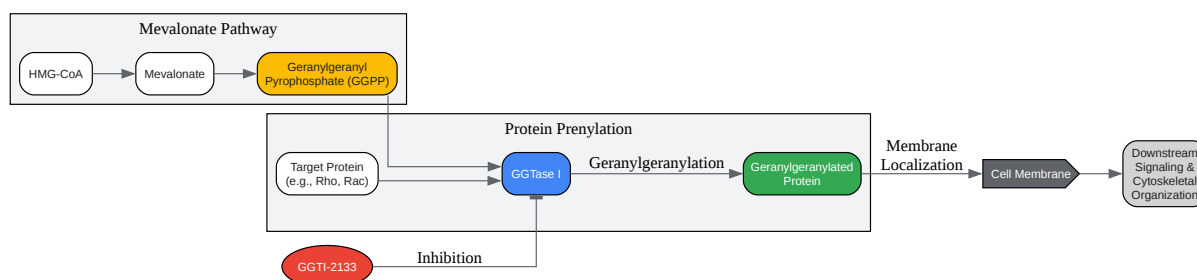 Mevalonate Pathway
HMG-CoA
Mevalonate
Geranylgeranyl
Pyrophosphate (GGPP)
Protein Prenylation
Target Protein
(e.g., Rho, Rac)
GGTase I
Geranylgeranylation
Geranylgeranylated
Protein
Membrane
Localization
Cell Membrane
Downstream
Signaling &
Cytoskeletal
Organization
GGTI-2133
Inhibition